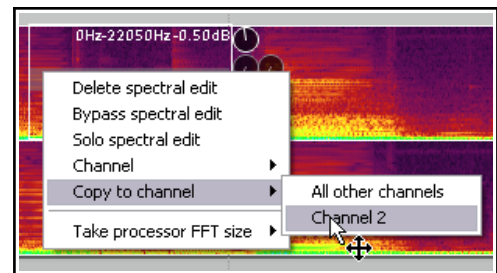 0Hz-22050Hz -0.50dB
Delete spectral edit
Bypass spectral edit
Solo spectral edit
Channel
Copy to channel
All other channels
Channel 2
Take processor FFT size